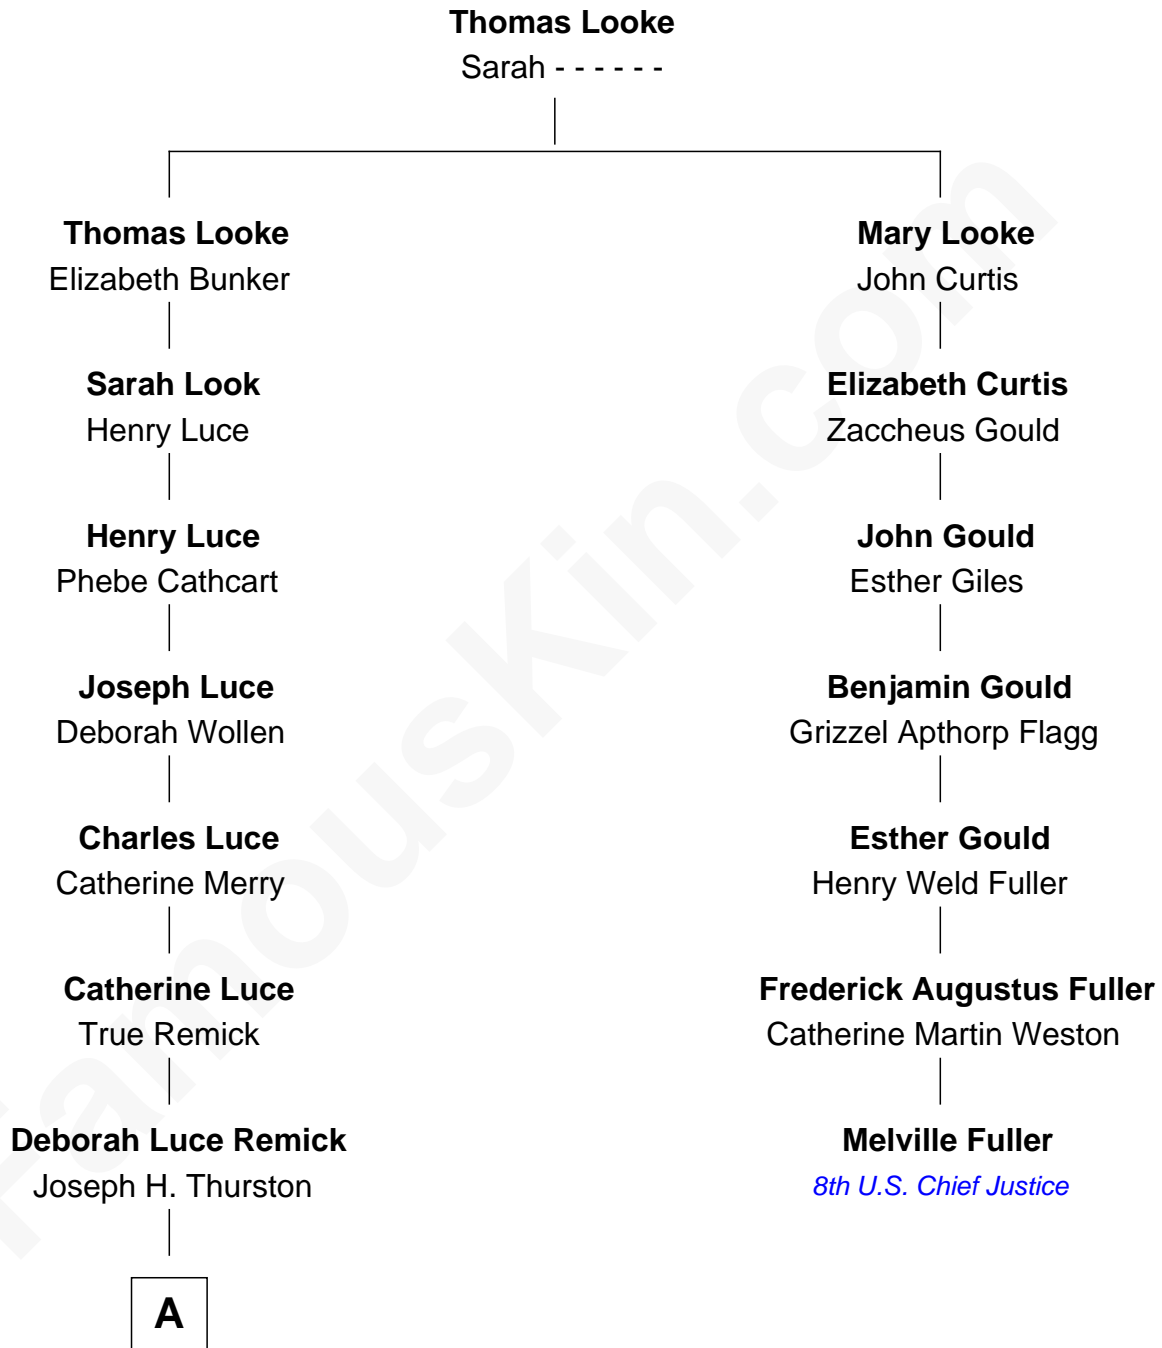 Thomas Looke
Sarah - - - - - -
Thomas Looke
Elizabeth Bunker
Mary Looke
John Curtis
Sarah Look
Henry Luce
Elizabeth Curtis
Zaccheus Gould
Henry Luce
Phebe Cathcart
John Gould
Esther Giles
Joseph Luce
Deborah Wollen
Benjamin Gould
Grizzel Apthorp Flagg
Charles Luce
Catherine Merry
Esther Gould
Henry Weld Fuller
Catherine Luce
True Remick
Frederick Augustus Fuller
Catherine Martin Weston
Deborah Luce Remick
Joseph H. Thurston
Melville Fuller
8th U.S. Chief Justice
A
FamousKin.com